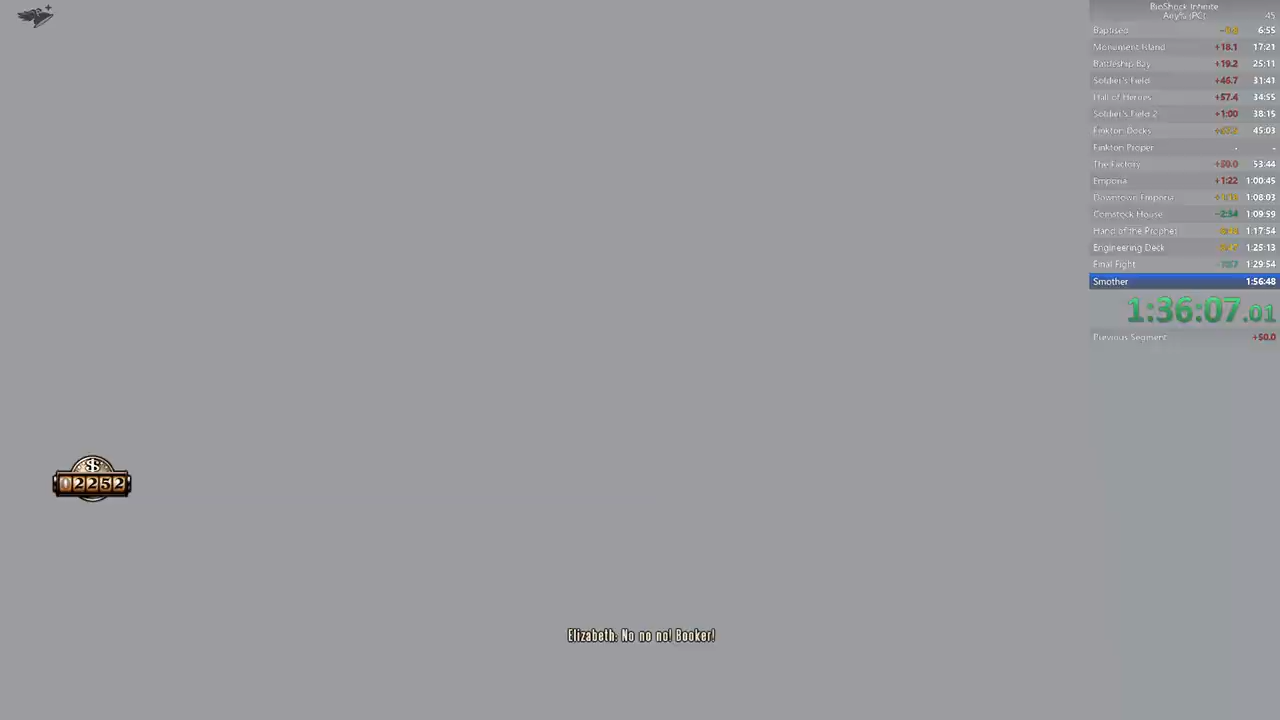 BioShock Infinite
Any% (PC)
45
Baptised 6:55
Monument Island +18.1 17:21
Battleship Bay +19.2 25:11
Soldier's Field +46.7 31:41
Hall of Heroes +57.4 34:55
Soldier's Field 2 +1:00 38:15
Finkton Docks 45:03
Finkton Proper - -
The Factory +50.0 53:44
Emporia +1:22 1:00:45
Downtown Emporia 1:08:03
Comstock House -2:34 1:09:59
Hand of the Prophet 1:17:54
Engineering Deck 1:25:13
Final Fight 1:29:54
Smother 1:56:48
1:36:07.01
Previous Segment +50.0
$
02252
Elizabeth: No no no! Booker!